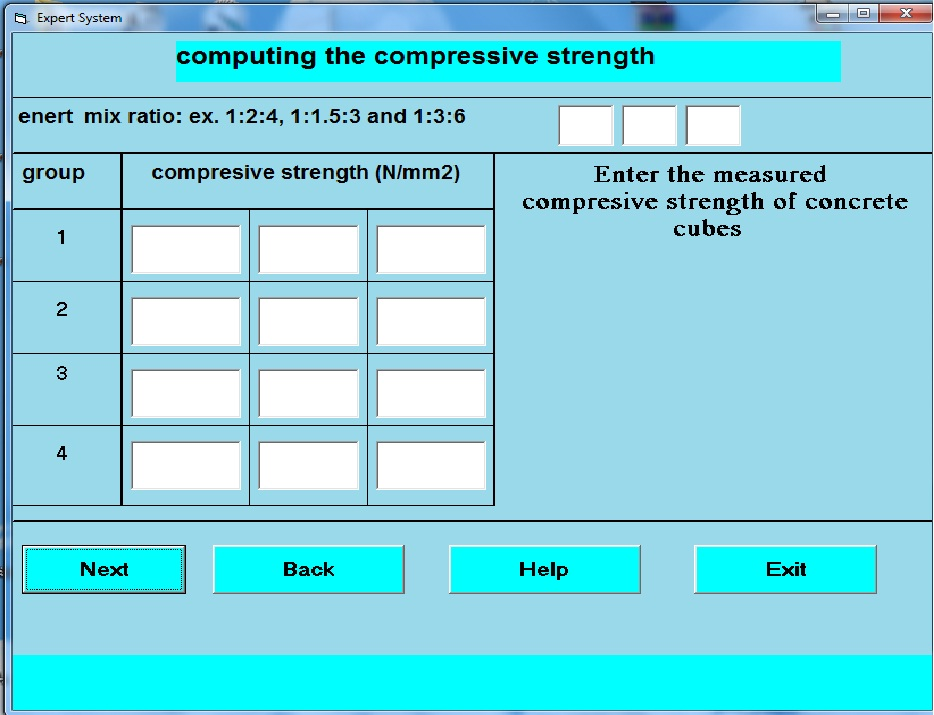 Expert System
computing the compressive strength
enert mix ratio: ex. 1:2:4, 1:1.5:3 and 1:3:6
group
compresive strength (N/mm2)
Enter the measured
compresive strength of concrete
cubes
1
2
3
4
Next
Back
Help
Exit